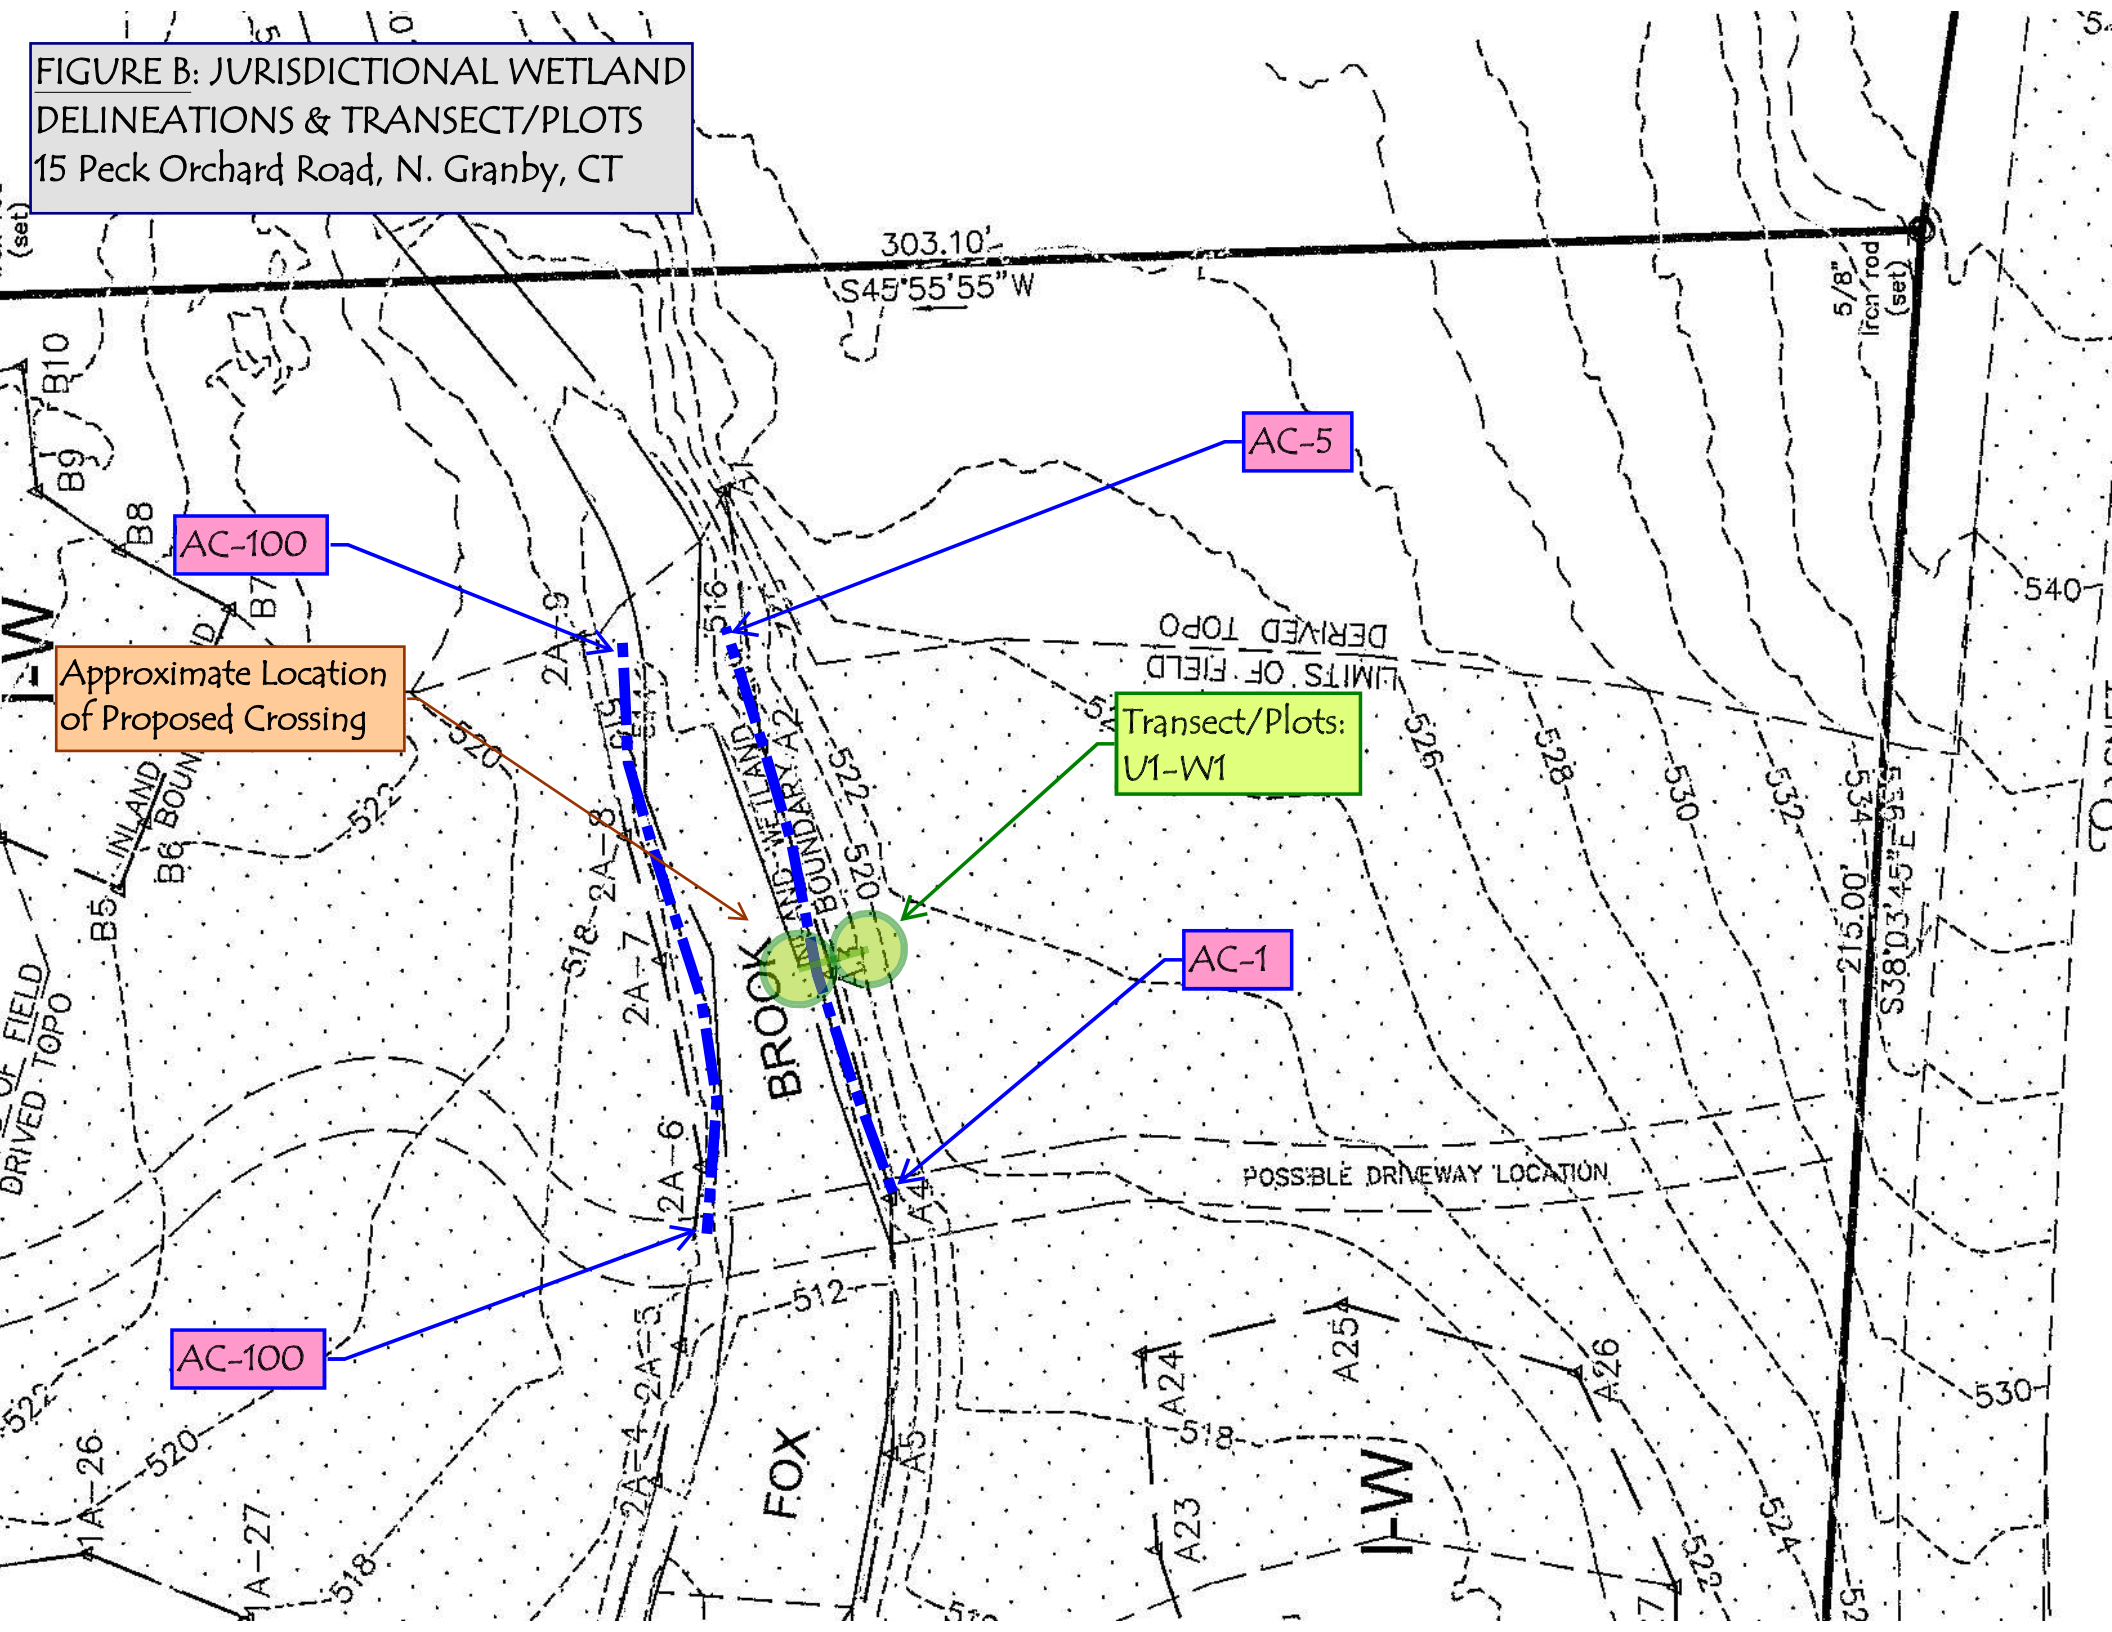 FIGURE B: JURISDICTIONAL WETLAND
DELINEATIONS & TRANSECT/PLOTS
15 Peck Orchard Road, N. Granby, CT
(set)
303.10'
S45°55'55"W
5/8"
Iron rod
(set)
B10
B9
B8
B7
AC-5
AC-100
A1
516
2A-9
540
I-W
Approximate Location
of Proposed Crossing
LIMITS OF FIELD
DERIVED TOPO
Transect/Plots:
U1-W1
520
522
522
526
528
530
532
534
536
INLAND
B6
B5
2A-8
WETLAND
BOUNDARY A2
520
518
2A-7
AC-1
215.00'
S38°03'45"E
OF FIELD
DRIVED TOPO
BROOK
2A-6
A4
POSSIBLE DRIVEWAY LOCATION
AC-100
512
2A-5
A24
A25
A26
530
522
520
1A-26
2A-4
FOX
A5
518
I-W
A23
524
522
1A-27
518